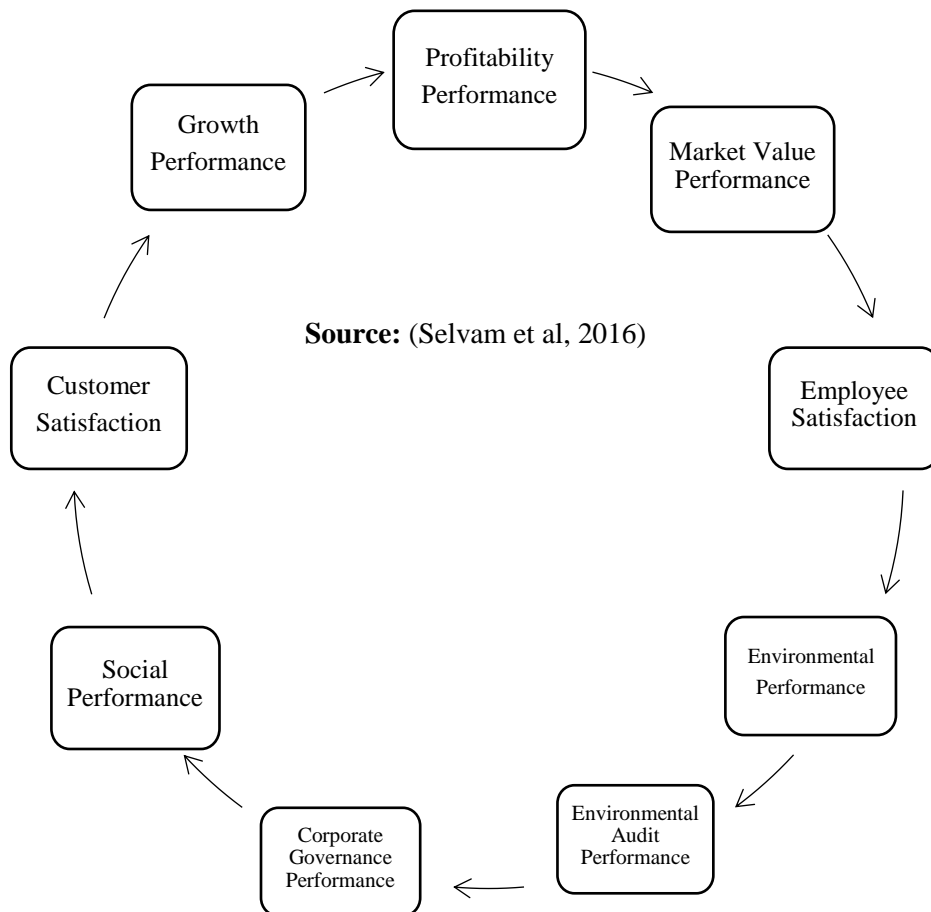 Profitability
Performance
Growth
Performance
Market Value
Performance
Source: (Selvam et al, 2016)
Customer
Satisfaction
Employee
Satisfaction
Social
Performance
Environmental
Performance
Environmental
Audit
Performance
Corporate
Governance
Performance